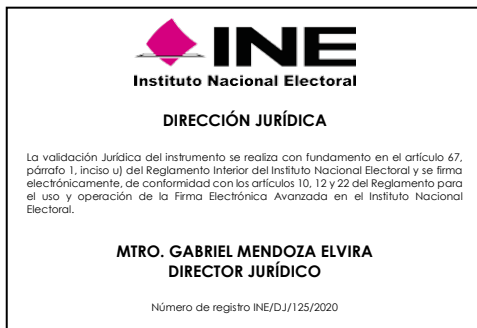 INE
Instituto Nacional Electoral
DIRECCIÓN JURÍDICA
La validación Jurídica del instrumento se realiza con fundamento en el artículo 67,
párrafo 1, inciso u) del Reglamento Interior del Instituto Nacional Electoral y se firma
electrónicamente, de conformidad con los artículos 10, 12 y 22 del Reglamento para
el uso y operación de la Firma Electrónica Avanzada en el Instituto Nacional
Electoral.
MTRO. GABRIEL MENDOZA ELVIRA
DIRECTOR JURÍDICO
Número de registro INE/DJ/125/2020